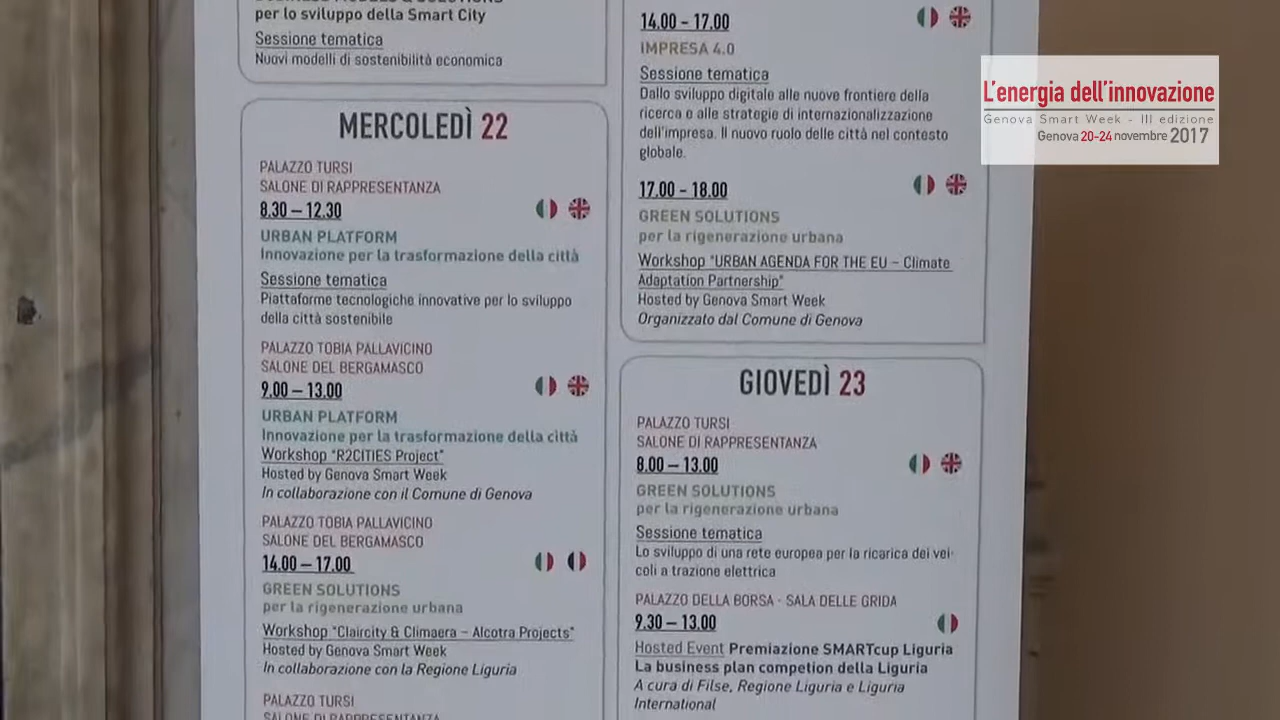 per lo sviluppo della Smart City
Sessione tematica
Nuovi modelli di sostenibilità economica
MERCOLEDÌ 22
PALAZZO TURSI
SALONE DI RAPPRESENTANZA
8.30 – 12.30
URBAN PLATFORM
Innovazione per la trasformazione della città
Sessione tematica
Piattaforme tecnologiche innovative per lo sviluppo
della città sostenibile
PALAZZO TOBIA PALLAVICINO
SALONE DEL BERGAMASCO
9.00 – 13.00
URBAN PLATFORM
Innovazione per la trasformazione della città
Workshop "R2CITIES Project"
Hosted by Genova Smart Week
In collaborazione con il Comune di Genova
PALAZZO TOBIA PALLAVICINO
SALONE DEL BERGAMASCO
14.00 – 17.00
GREEN SOLUTIONS
per la rigenerazione urbana
Workshop "Claircity & Climaera – Alcotra Projects"
Hosted by Genova Smart Week
In collaborazione con la Regione Liguria
PALAZZO TURSI
SALONE DI RAPPRESENTANZA
14.00 - 17.00
IMPRESA 4.0
Sessione tematica
Dallo sviluppo digitale alle nuove frontiere della
ricerca e alle strategie di internazionalizzazione
dell'impresa. Il nuovo ruolo delle città nel contesto
globale.
17.00 - 18.00
GREEN SOLUTIONS
per la rigenerazione urbana
Workshop "URBAN AGENDA FOR THE EU – Climate
Adaptation Partnership"
Hosted by Genova Smart Week
Organizzato dal Comune di Genova
GIOVEDÌ 23
PALAZZO TURSI
SALONE DI RAPPRESENTANZA
8.00 – 13.00
GREEN SOLUTIONS
per la rigenerazione urbana
Sessione tematica
Lo sviluppo di una rete europea per la ricarica dei vei-
coli a trazione elettrica
PALAZZO DELLA BORSA - SALA DELLE GRIDA
9.30 – 13.00
Hosted Event Premiazione SMARTcup Liguria
La business plan competion della Liguria
A cura di Filse, Regione Liguria e Liguria
International
L'energia dell'innovazione
Genova Smart Week - III edizione
Genova 20-24 novembre 2017